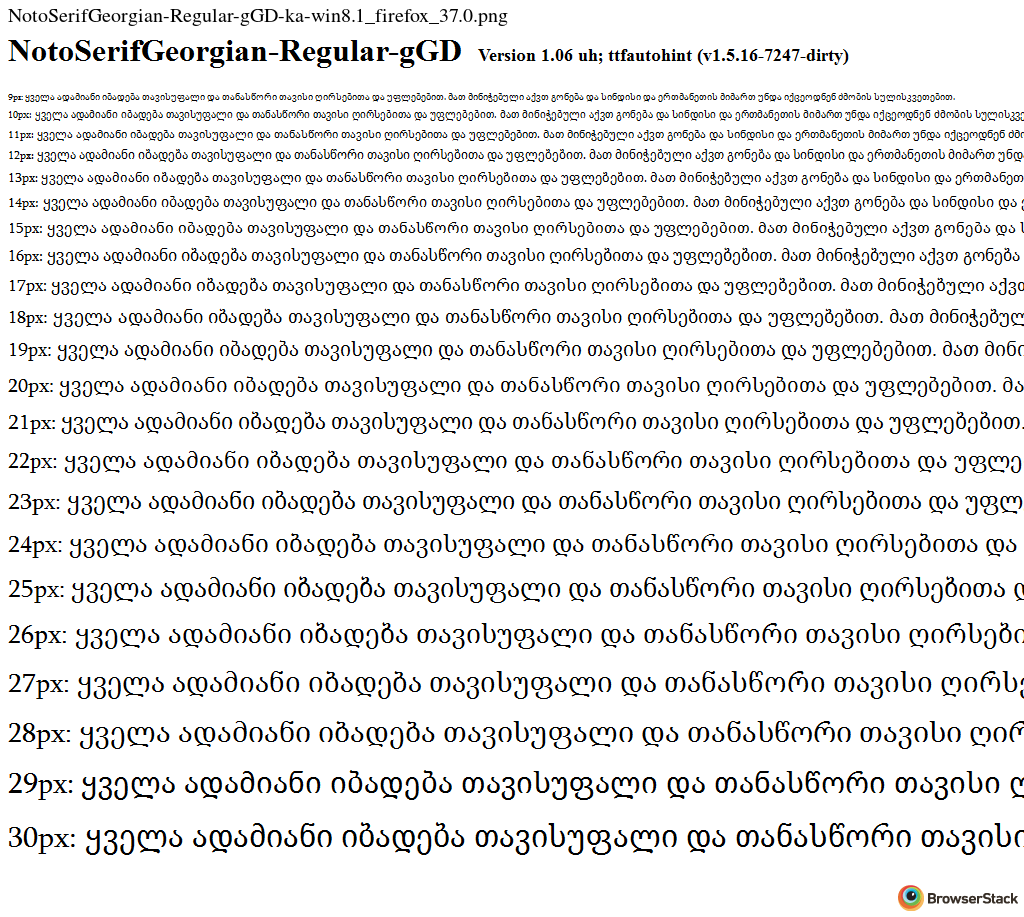 NotoSerifGeorgian-Regular-gGD-ka-win8.1_firefox_37.0.png
NotoSerifGeorgian-Regular-gGD Version 1.06 uh; ttfautohint (v1.5.16-7247-dirty)
9px: ყველა ადამიანი იბადება თავისუფალი და თანასწორი თავისი ღირსებითა და უფლებებით. მათ მინიჭებული აქვთ გონება და სინდისი და ერთმანეთის მიმართ უნდა იქცეოდნენ ძმობის სულისკვეთებით.
10px: ყველა ადამიანი იბადება თავისუფალი და თანასწორი თავისი ღირსებითა და უფლებებით. მათ მინიჭებული აქვთ გონება და სინდისი და ერთმანეთის მიმართ უნდა იქცეოდნენ ძმობის სულისკვე
11px: ყველა ადამიანი იბადება თავისუფალი და თანასწორი თავისი ღირსებითა და უფლებებით. მათ მინიჭებული აქვთ გონება და სინდისი და ერთმანეთის მიმართ უნდა იქცეოდნენ ძმო
12px: ყველა ადამიანი იბადება თავისუფალი და თანასწორი თავისი ღირსებითა და უფლებებით. მათ მინიჭებული აქვთ გონება და სინდისი და ერთმანეთის მიმართ უნდ
13px: ყველა ადამიანი იბადება თავისუფალი და თანასწორი თავისი ღირსებითა და უფლებებით. მათ მინიჭებული აქვთ გონება და სინდისი და ერთმანეთ
14px: ყველა ადამიანი იბადება თავისუფალი და თანასწორი თავისი ღირსებითა და უფლებებით. მათ მინიჭებული აქვთ გონება და სინდისი და
15px: ყველა ადამიანი იბადება თავისუფალი და თანასწორი თავისი ღირსებითა და უფლებებით. მათ მინიჭებული აქვთ გონება და
16px: ყველა ადამიანი იბადება თავისუფალი და თანასწორი თავისი ღირსებითა და უფლებებით. მათ მინიჭებული აქვთ გონება
17px: ყველა ადამიანი იბადება თავისუფალი და თანასწორი თავისი ღირსებითა და უფლებებით. მათ მინიჭებული აქვთ
18px: ყველა ადამიანი იბადება თავისუფალი და თანასწორი თავისი ღირსებითა და უფლებებით. მათ მინიჭებულ
19px: ყველა ადამიანი იბადება თავისუფალი და თანასწორი თავისი ღირსებითა და უფლებებით. მათ მინი
20px: ყველა ადამიანი იბადება თავისუფალი და თანასწორი თავისი ღირსებითა და უფლებებით. მა
21px: ყველა ადამიანი იბადება თავისუფალი და თანასწორი თავისი ღირსებითა და უფლებებით.
22px: ყველა ადამიანი იბადება თავისუფალი და თანასწორი თავისი ღირსებითა და უფლე
23px: ყველა ადამიანი იბადება თავისუფალი და თანასწორი თავისი ღირსებითა და უფლ
24px: ყველა ადამიანი იბადება თავისუფალი და თანასწორი თავისი ღირსებითა და
25px: ყველა ადამიანი იბადება თავისუფალი და თანასწორი თავისი ღირსებითა
26px: ყველა ადამიანი იბადება თავისუფალი და თანასწორი თავისი ღირსები
27px: ყველა ადამიანი იბადება თავისუფალი და თანასწორი თავისი ღირსე
28px: ყველა ადამიანი იბადება თავისუფალი და თანასწორი თავისი ღირ
29px: ყველა ადამიანი იბადება თავისუფალი და თანასწორი თავისი
30px: ყველა ადამიანი იბადება თავისუფალი და თანასწორი თავისი
BrowserStack